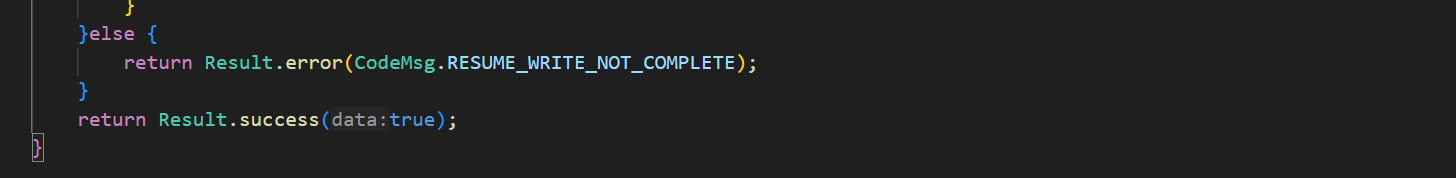 }
}else {
return Result.error(CodeMsg.RESUME_WRITE_NOT_COMPLETE);
}
return Result.success(data:true);
}